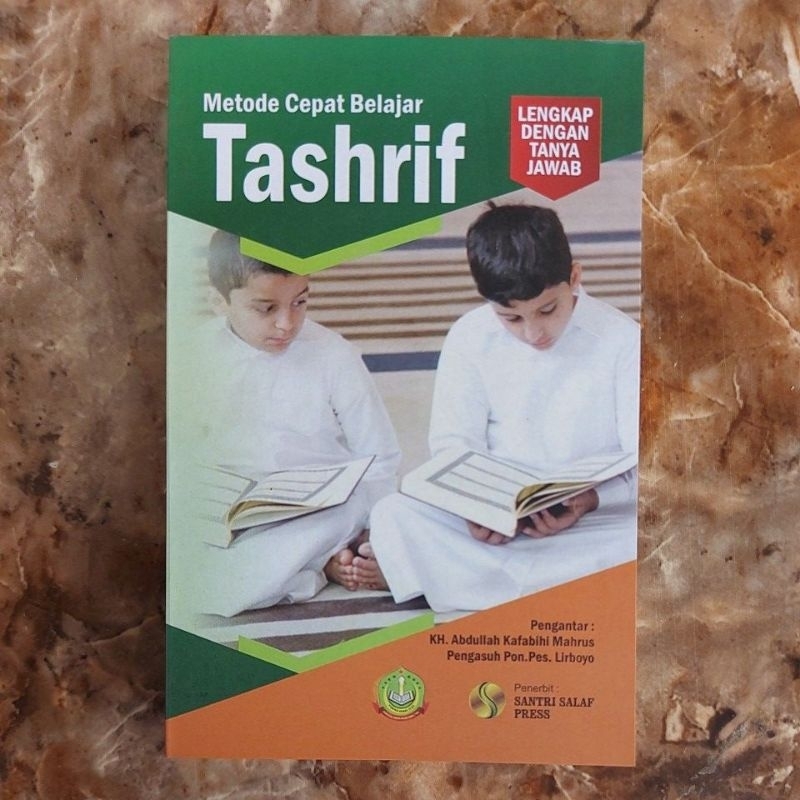 Metode Cepat Belajar
Tashrif
LENGKAP
DENGAN
TANYA
JAWAB
Pengantar :
KH. Abdullah Kafabihi Mahrus
Pengasuh Pon.Pes. Lirboyo
Penerbit :
SANTRI SALAF
PRESS